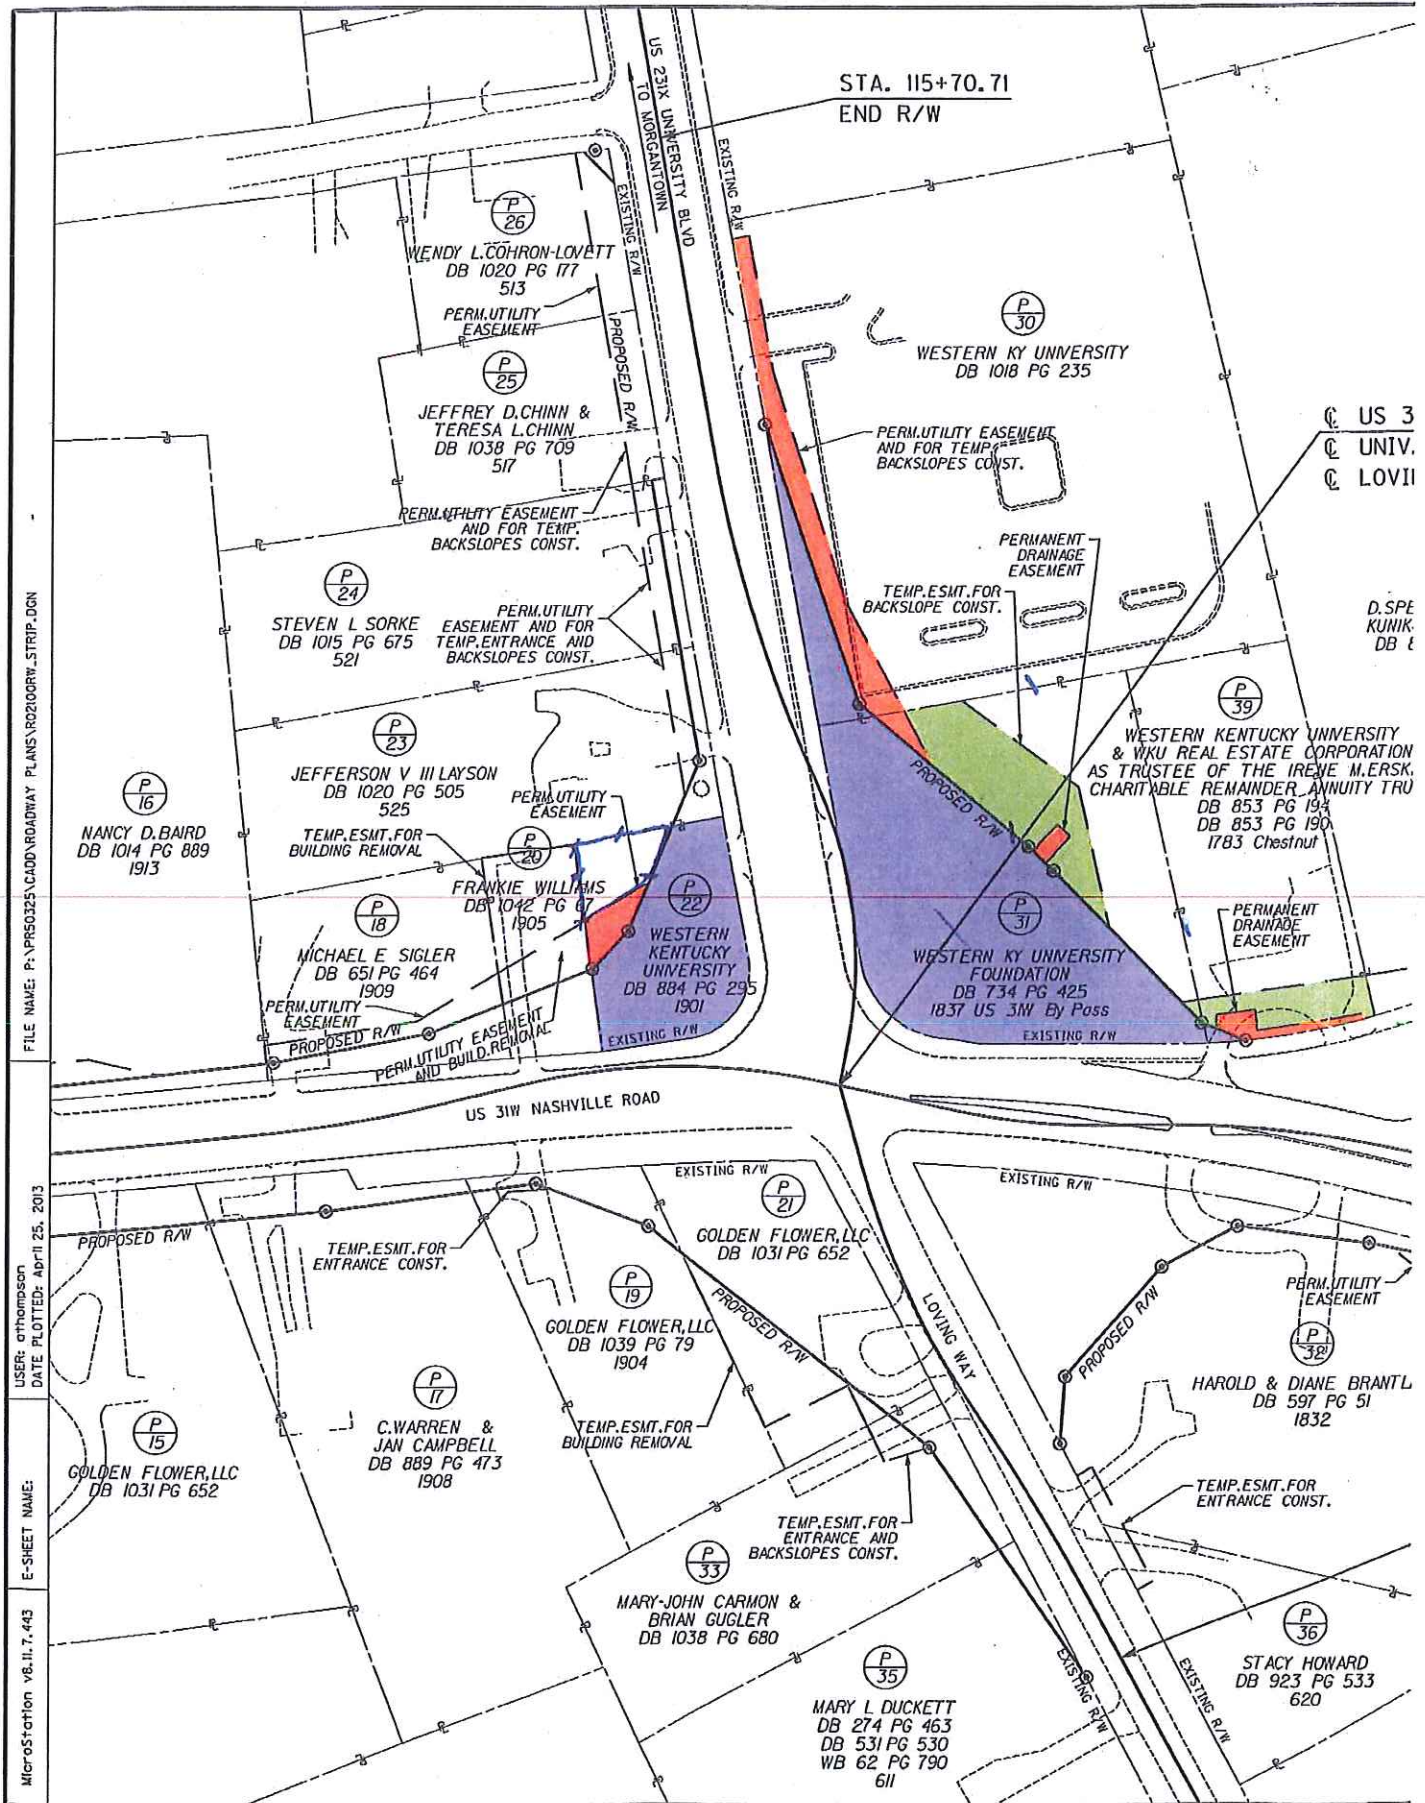 STA. 115+70.71
END R/W
US 231X UNIVERSITY BLVD
TO MORGANTOWN
EXISTING R/W
EXISTING R/W
P
26
WENDY L.COHRON-LOVETT
DB 1020 PG 177
513
PERM.UTILITY
EASEMENT
PROPOSED R/W
P
25
JEFFREY D.CHINN &
TERESA L.CHINN
DB 1038 PG 709
517
PERM.UTILITY EASEMENT
AND FOR TEMP.
BACKSLOPES CONST.
P
30
WESTERN KY UNIVERSITY
DB 1018 PG 235
PERM.UTILITY EASEMENT
AND FOR TEMP.
BACKSLOPES CONST.
US 3
UNIV.
LOVII
PERMANENT
DRAINAGE
EASEMENT
TEMP.ESMT.FOR
BACKSLOPE CONST.
P
24
STEVEN L SORKE
DB 1015 PG 675
521
PERM.UTILITY
EASEMENT AND FOR
TEMP.ENTRANCE AND
BACKSLOPES CONST.
D.SPE
KUNIK
DB
P
23
JEFFERSON V III LAYSON
DB 1020 PG 505
525
PERM.UTILITY
EASEMENT
P
39
WESTERN KENTUCKY UNIVERSITY
& WKU REAL ESTATE CORPORATION
AS TRUSTEE OF THE IRENE M.ERSK.
CHARITABLE REMAINDER ANNUITY TRU
DB 853 PG 194
DB 853 PG 190
1783 Chestnut
PROPOSED R/W
P
16
NANCY D.BAIRD
DB 1014 PG 889
1913
TEMP.ESMT.FOR
BUILDING REMOVAL
P
20
FRANKIE WILLIAMS
DB 1042 PG 67
1905
P
18
MICHAEL E SIGLER
DB 651 PG 464
1909
P
22
WESTERN
KENTUCKY
UNIVERSITY
DB 884 PG 295
1901
P
31
WESTERN KY UNIVERSITY
FOUNDATION
DB 734 PG 425
1837 US 31W By Pass
PERMANENT
DRAINAGE
EASEMENT
PERM.UTILITY
EASEMENT
PROPOSED R/W
PERM.UTILITY EASEMENT
AND BUILD.REMOVAL
EXISTING R/W
EXISTING R/W
US 31W NASHVILLE ROAD
EXISTING R/W
EXISTING R/W
PROPOSED R/W
TEMP.ESMT.FOR
ENTRANCE CONST.
P
21
GOLDEN FLOWER,LLC
DB 1031 PG 652
P
19
GOLDEN FLOWER,LLC
DB 1039 PG 79
1904
PROPOSED R/W
LOVING WAY
PROPOSED R/W
PERM.UTILITY
EASEMENT
P
32
HAROLD & DIANE BRANTL
DB 597 PG 51
1832
P
15
GOLDEN FLOWER,LLC
DB 1031 PG 652
P
17
C.WARREN &
JAN CAMPBELL
DB 889 PG 473
1908
TEMP.ESMT.FOR
BUILDING REMOVAL
TEMP.ESMT.FOR
ENTRANCE CONST.
TEMP.ESMT.FOR
ENTRANCE AND
BACKSLOPES CONST.
P
33
MARY-JOHN CARMON &
BRIAN GUGLER
DB 1038 PG 680
P
35
MARY L DUCKETT
DB 274 PG 463
DB 531 PG 530
WB 62 PG 790
611
EXISTING R/W
EXISTING R/W
P
36
STACY HOWARD
DB 923 PG 533
620
FILE NAME: P:\PRS0325\CADD\ROADWAY PLANS\R02100RW_STRIP.DGN
USER: athompson
DATE PLOTTED: April 25, 2013
E-SHEET NAME:
MicroStation v8.11.7.443